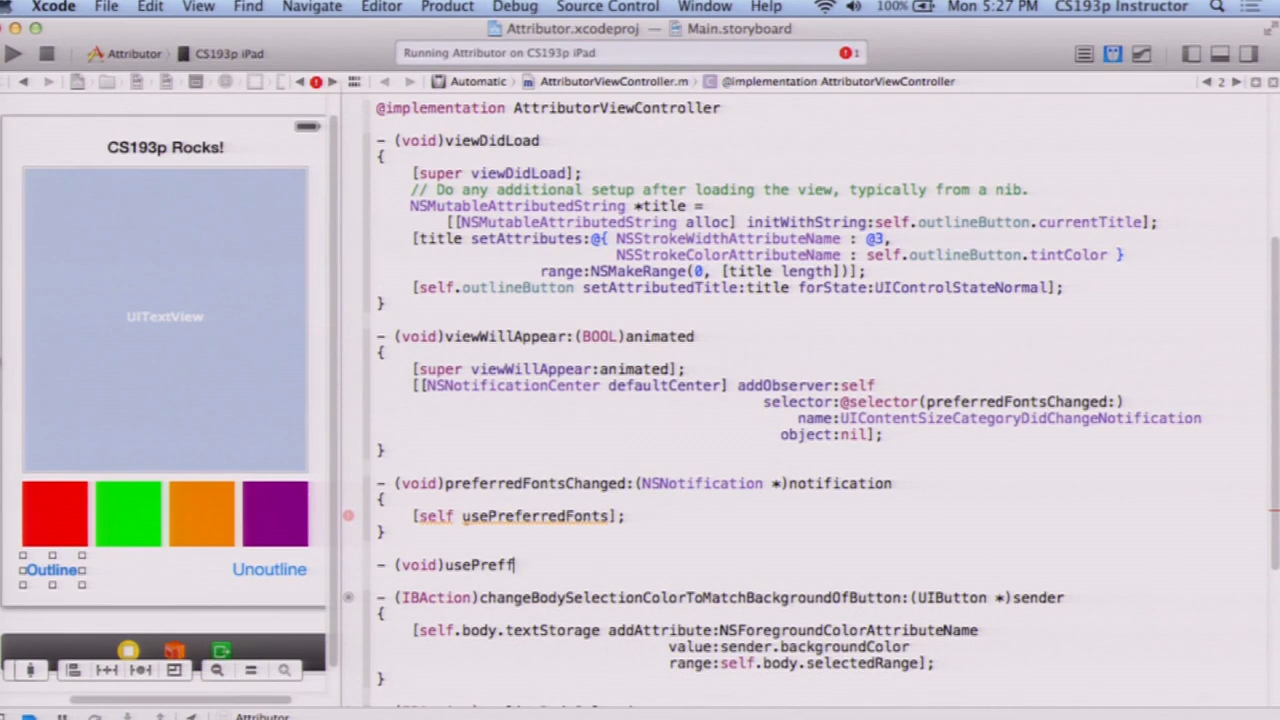 Xcode File Edit View Find Navigate Editor Product Debug Source Control Window Help 100% Mon 5:27 PM CS193p Instructor
Attributor.xcodeproj — Main.storyboard
Attributor CS193p iPad Running Attributor on CS193p iPad 1
Automatic AttributorViewController.m @implementation AttributorViewController 2
CS193p Rocks!
UITextView
Outline Unoutline
@implementation AttributorViewController
- (void)viewDidLoad
{
[super viewDidLoad];
// Do any additional setup after loading the view, typically from a nib.
NSMutableAttributedString *title =
[[NSMutableAttributedString alloc] initWithString:self.outlineButton.currentTitle];
[title setAttributes:@{ NSStrokeWidthAttributeName : @3,
NSStrokeColorAttributeName : self.outlineButton.tintColor }
range:NSMakeRange(0, [title length])];
[self.outlineButton setAttributedTitle:title forState:UIControlStateNormal];
}
- (void)viewWillAppear:(BOOL)animated
{
[super viewWillAppear:animated];
[[NSNotificationCenter defaultCenter] addObserver:self
selector:@selector(preferredFontsChanged:)
name:UIContentSizeCategoryDidChangeNotification
object:nil];
}
- (void)preferredFontsChanged:(NSNotification *)notification
{
[self usePreferredFonts];
}
- (void)usePreff
- (IBAction)changeBodySelectionColorToMatchBackgroundOfButton:(UIButton *)sender
{
[self.body.textStorage addAttribute:NSForegroundColorAttributeName
value:sender.backgroundColor
range:self.body.selectedRange];
}
Attributor